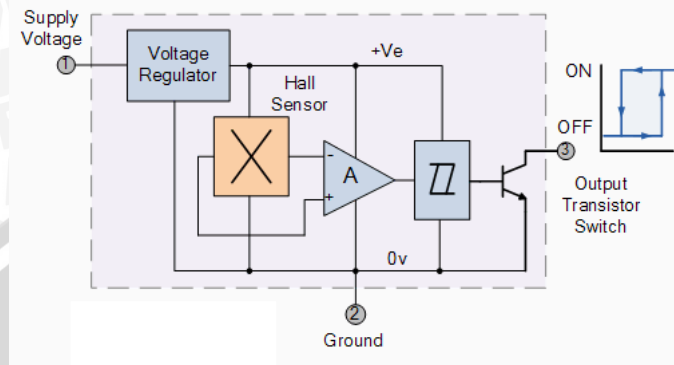 Supply
Voltage
1
Voltage
Regulator
+Ve
Hall
Sensor
-
A
+
0v
2
Ground
ON
OFF
3
Output
Transistor
Switch